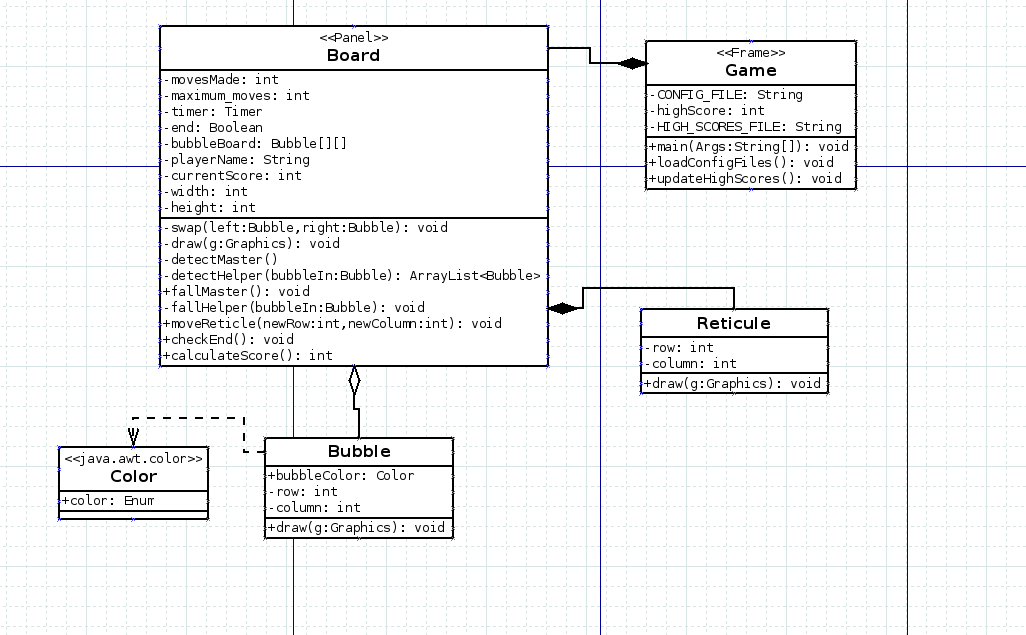 <<Panel>>
Board
-movesMade: int
-maximum_moves: int
-timer: Timer
-end: Boolean
-bubbleBoard: Bubble[][]
-playerName: String
-currentScore: int
-width: int
-height: int
-swap(left:Bubble,right:Bubble): void
-draw(g:Graphics): void
-detectMaster()
-detectHelper(bubbleIn:Bubble): ArrayList<Bubble>
+fallMaster(): void
-fallHelper(bubbleIn:Bubble): void
+moveReticle(newRow:int,newColumn:int): void
+checkEnd(): void
+calculateScore(): int
<<Frame>>
Game
-CONFIG_FILE: String
-highScore: int
-HIGH_SCORES_FILE: String
+main(Args:String[]): void
+loadConfigFiles(): void
+updateHighScores(): void
Reticule
-row: int
-column: int
+draw(g:Graphics): void
<<java.awt.color>>
Color
+color: Enum
Bubble
+bubbleColor: Color
-row: int
-column: int
+draw(g:Graphics): void